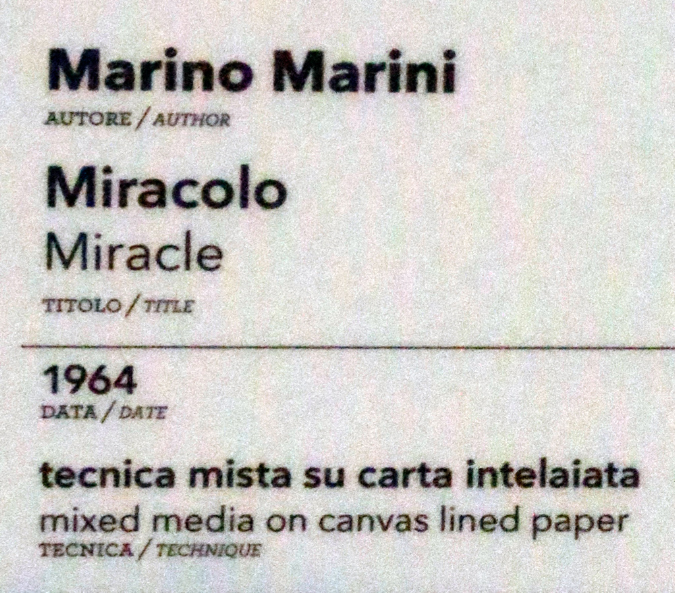 Marino Marini
AUTORE / AUTHOR
Miracolo
Miracle
TITOLO / TITLE
1964
DATA / DATE
tecnica mista su carta intelaiata
mixed media on canvas lined paper
TECNICA / TECHNIQUE